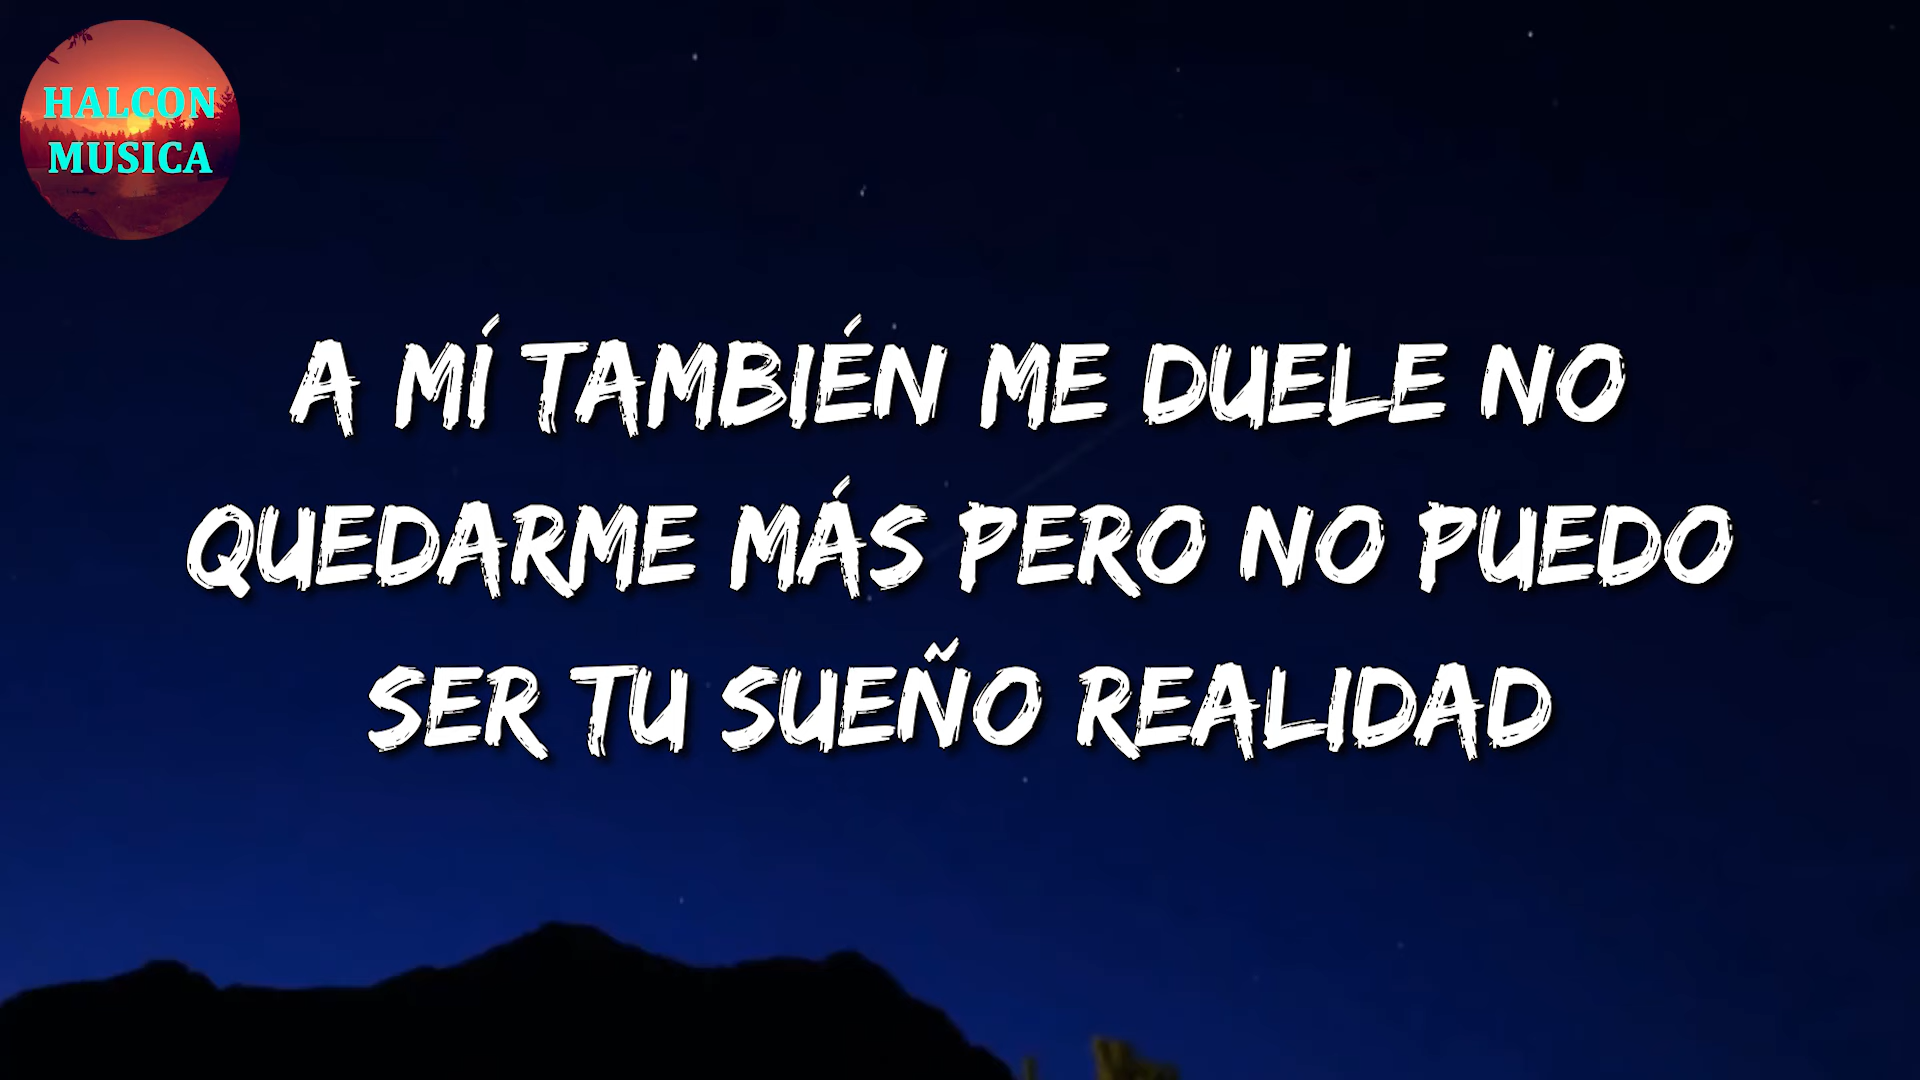 HALCON
MUSICA
A MÍ TAMBIÉN ME DUELE NO
QUEDARME MÁS PERO NO PUEDO
SER TU SUEÑO REALIDAD